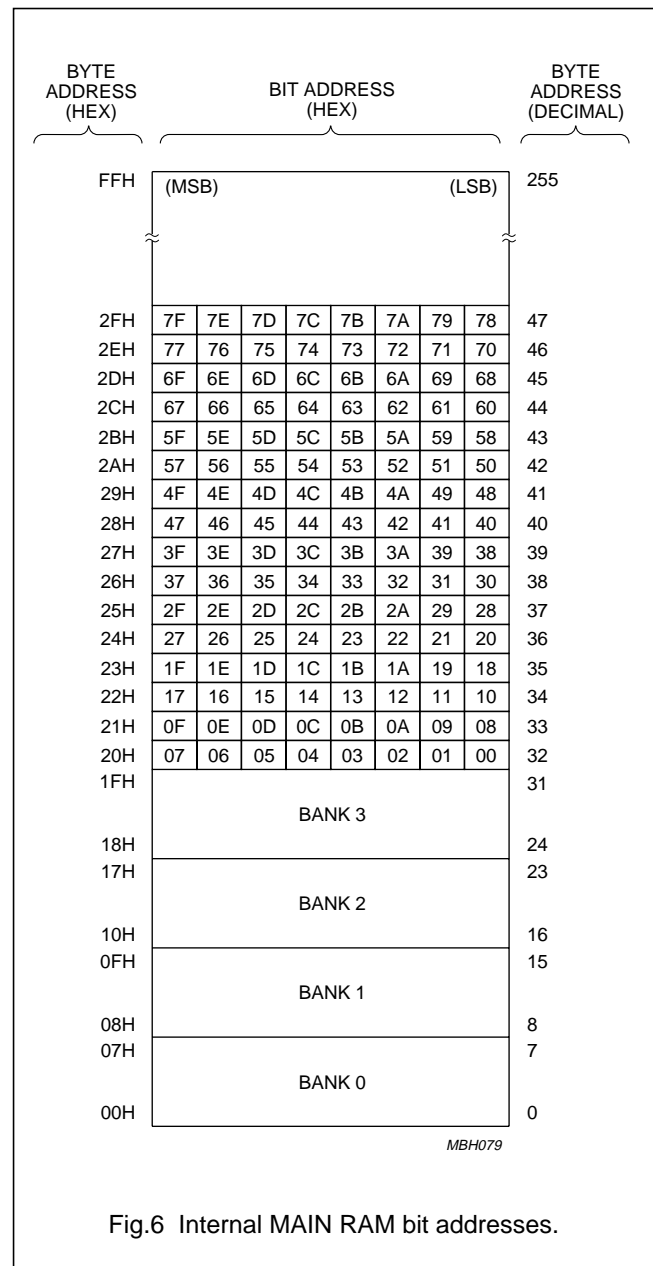 BYTE ADDRESS (HEX)
BIT ADDRESS (HEX)
BYTE ADDRESS (DECIMAL)
FFH (MSB) (LSB) 255
2FH 7F 7E 7D 7C 7B 7A 79 78 47
2EH 77 76 75 74 73 72 71 70 46
2DH 6F 6E 6D 6C 6B 6A 69 68 45
2CH 67 66 65 64 63 62 61 60 44
2BH 5F 5E 5D 5C 5B 5A 59 58 43
2AH 57 56 55 54 53 52 51 50 42
29H 4F 4E 4D 4C 4B 4A 49 48 41
28H 47 46 45 44 43 42 41 40 40
27H 3F 3E 3D 3C 3B 3A 39 38 39
26H 37 36 35 34 33 32 31 30 38
25H 2F 2E 2D 2C 2B 2A 29 28 37
24H 27 26 25 24 23 22 21 20 36
23H 1F 1E 1D 1C 1B 1A 19 18 35
22H 17 16 15 14 13 12 11 10 34
21H 0F 0E 0D 0C 0B 0A 09 08 33
20H 07 06 05 04 03 02 01 00 32
1FH 31
BANK 3
18H 24
17H 23
BANK 2
10H 16
0FH 15
BANK 1
08H 8
07H 7
BANK 0
00H 0
MBH079
Fig.6 Internal MAIN RAM bit addresses.